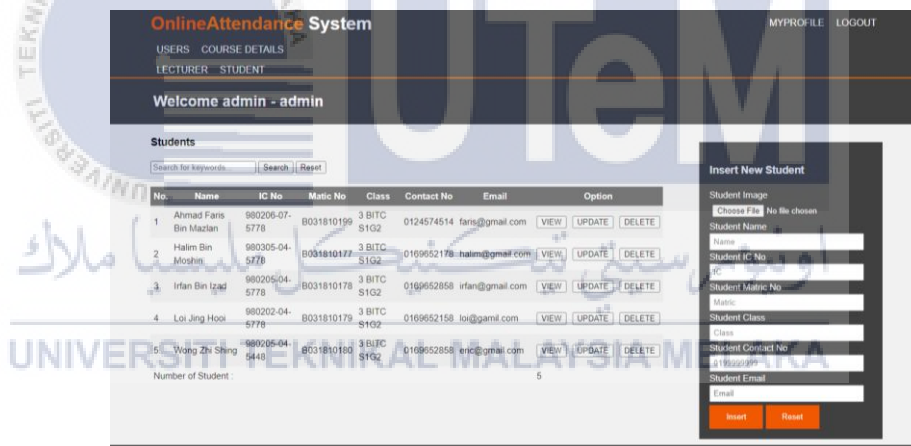 OnlineAttendance System
MYPROFILE LOGOUT
USERS COURSE DETAILS
LECTURER STUDENT
Welcome admin - admin
Students
Search for keywords... Search Reset
No. Name IC No Matic No Class Contact No Email Option
1 Ahmad Faris Bin Mazlan 980206-07-5778 B031810199 3 BITC S1G2 0124574514 faris@gmail.com VIEW UPDATE DELETE
2 Halim Bin Moshin 980305-04-5778 B031810177 3 BITC S1G2 0169652178 halim@gmail.com VIEW UPDATE DELETE
3 Irfan Bin Izad 980205-04-5778 B031810178 3 BITC S1G2 0169652858 irfan@gmail.com VIEW UPDATE DELETE
4 Loi Jing Hooi 980202-04-5778 B031810179 3 BITC S1G2 0169652158 loi@gamil.com VIEW UPDATE DELETE
5 Wong Zhi Shing 980205-04-5448 B031810180 3 BITC S1G2 0169652858 eric@gmail.com VIEW UPDATE DELETE
Number of Student : 5
Insert New Student
Student Image
Choose File No file chosen
Student Name
Name
Student IC No
IC
Student Matric No
Matric
Student Class
Class
Student Contact No
Student Email
Email
Insert Reset
UTeM
اونيورسيتي تيكنيكل مليسيا ملاك
UNIVERSITI TEKNIKAL MALAYSIA MELAKA